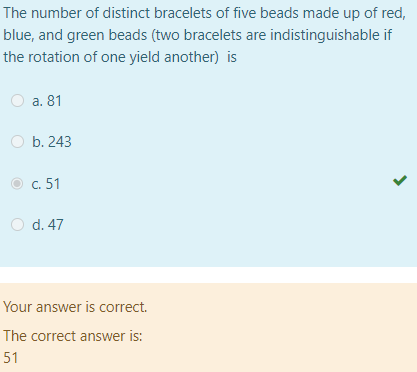 The number of distinct bracelets of five beads made up of red,
blue, and green beads (two bracelets are indistinguishable if
the rotation of one yield another) is
a. 81
b. 243
c. 51
d. 47
Your answer is correct.
The correct answer is:
51